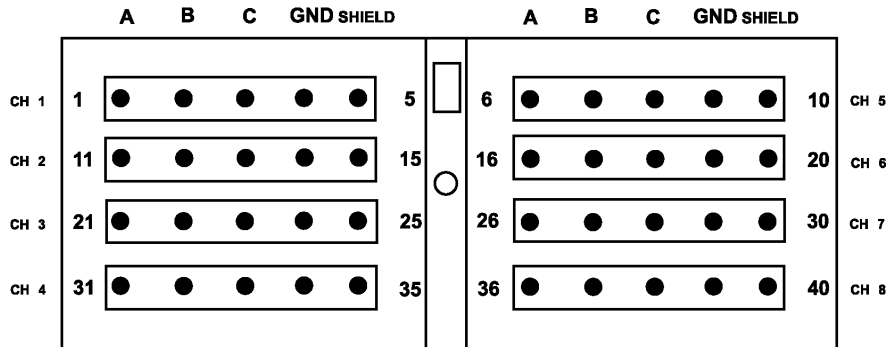 A B C GND SHIELD A B C GND SHIELD
CH 1 1 5 6 10 CH 5
CH 2 11 15 16 20 CH 6
CH 3 21 25 26 30 CH 7
CH 4 31 35 36 40 CH 8